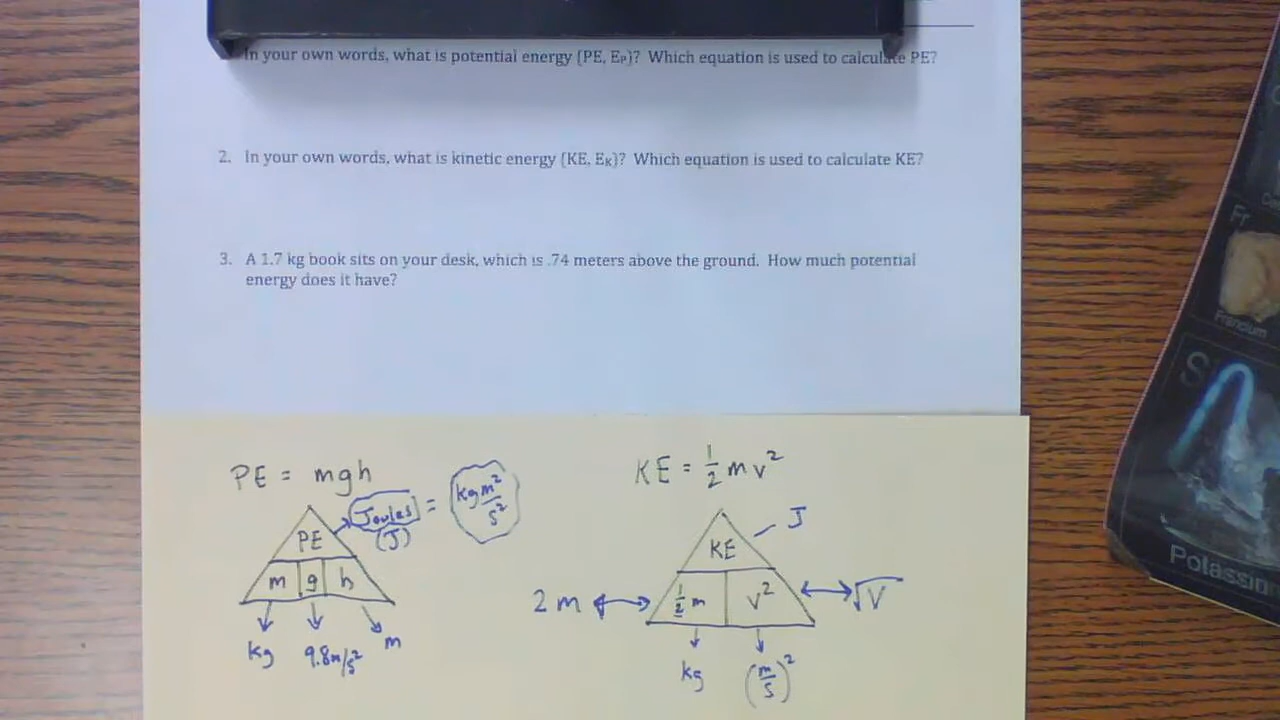 In your own words, what is potential energy (PE, EP)? Which equation is used to calculate PE?
2. In your own words, what is kinetic energy (KE, EK)? Which equation is used to calculate KE?
3. A 1.7 kg book sits on your desk, which is .74 meters above the ground. How much potential
energy does it have?
PE = mgh
Joules = kg m²/s²
(J)
PE
m g h
kg 9.8m/s² m
KE = ½ m v²
J
KE
2m ½ m v² √V
kg (m/s)²
Fr
Francium
S
Potassium